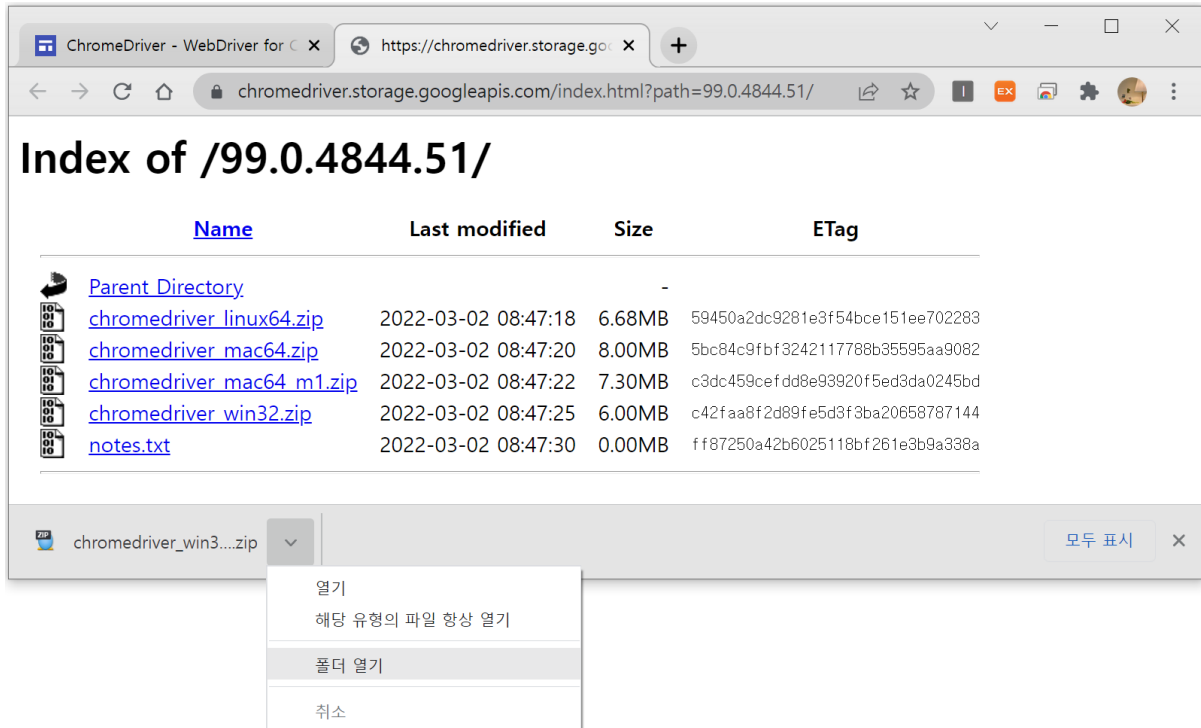 ChromeDriver - WebDriver for C
https://chromedriver.storage.goo
chromedriver.storage.googleapis.com/index.html?path=99.0.4844.51/
EX
Index of /99.0.4844.51/
Name Last modified Size ETag
Parent Directory -
chromedriver_linux64.zip 2022-03-02 08:47:18 6.68MB 59450a2dc9281e3f54bce151ee702283
chromedriver_mac64.zip 2022-03-02 08:47:20 8.00MB 5bc84c9fbf3242117788b35595aa9082
chromedriver_mac64_m1.zip 2022-03-02 08:47:22 7.30MB c3dc459cefdd8e93920f5ed3da0245bd
chromedriver_win32.zip 2022-03-02 08:47:25 6.00MB c42faa8f2d89fe5d3f3ba20658787144
notes.txt 2022-03-02 08:47:30 0.00MB ff87250a42b6025118bf261e3b9a338a
ZIP chromedriver_win3....zip 모두 표시
열기
해당 유형의 파일 항상 열기
폴더 열기
취소